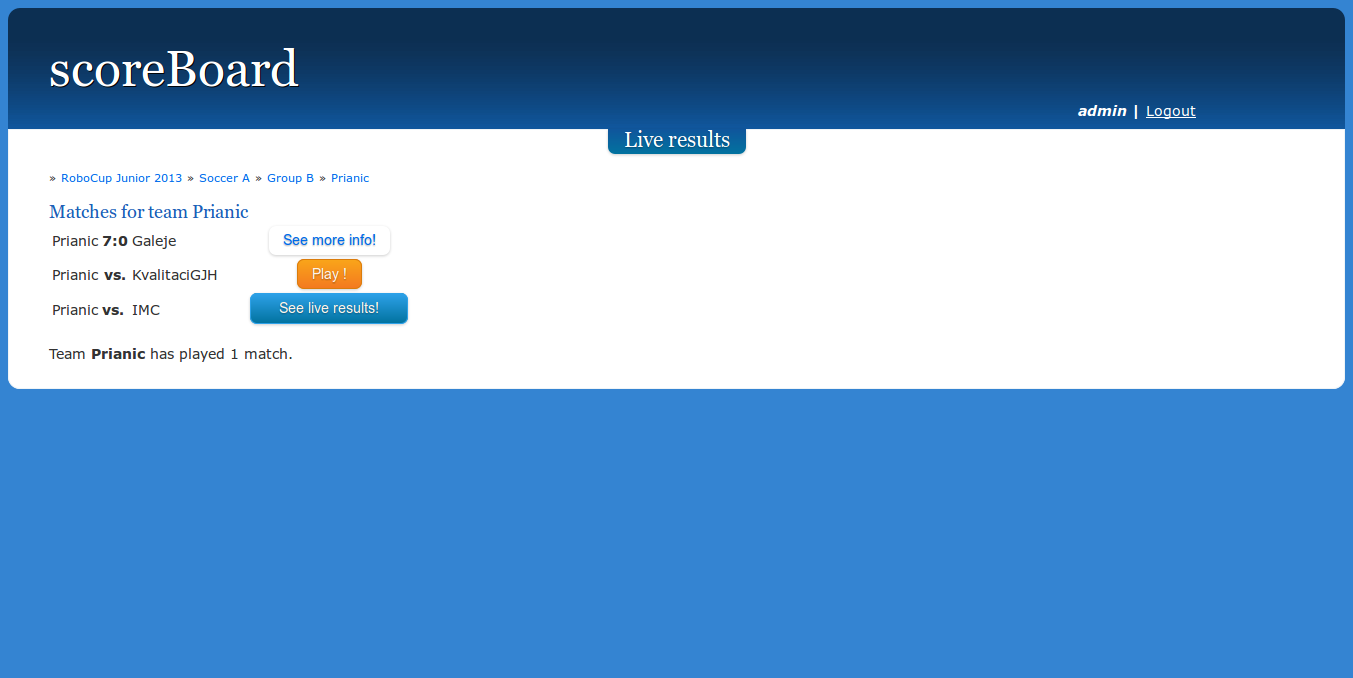 scoreBoard
admin | Logout
Live results
» RoboCup Junior 2013 » Soccer A » Group B » Prianic
Matches for team Prianic
Prianic 7:0 Galeje See more info!
Prianic vs. KvalitaciGJH Play !
Prianic vs. IMC See live results!
Team Prianic has played 1 match.